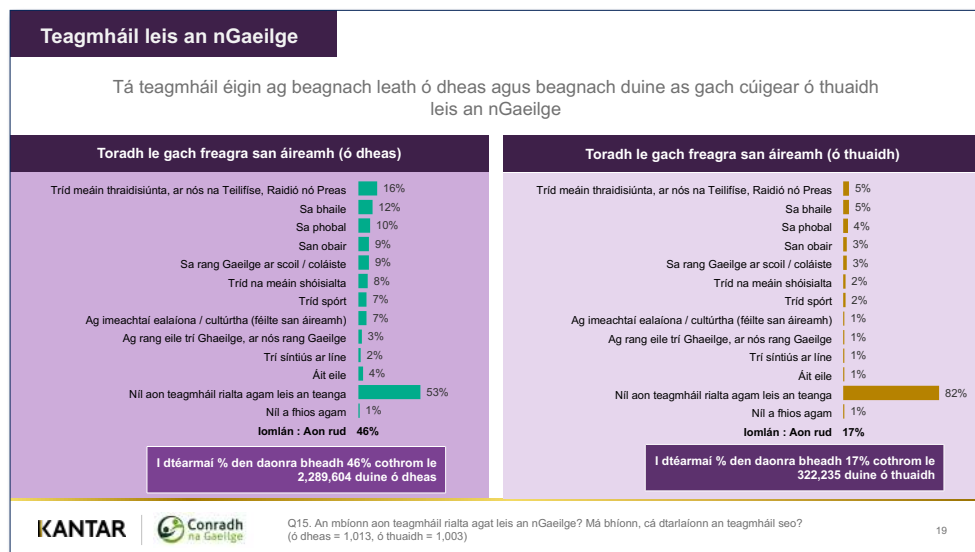 Teagmháil leis an nGaeilge
Tá teagmháil éigin ag beagnach leath ó dheas agus beagnach duine as gach cúigear ó thuaidh
leis an nGaeilge
Toradh le gach freagra san áireamh (ó dheas)
Tríd meáin thraidisiúnta, ar nós na Teilifíse, Raidió nó Preas 16%
Sa bhaile 12%
Sa phobal 10%
San obair 9%
Sa rang Gaeilge ar scoil / coláiste 9%
Tríd na meáin shóisialta 8%
Tríd spórt 7%
Ag imeachtaí ealaíona / cultúrtha (féilte san áireamh) 7%
Ag rang eile trí Ghaeilge, ar nós rang Gaeilge 3%
Trí síntiús ar líne 2%
Áit eile 4%
Níl aon teagmháil rialta agam leis an teanga 53%
Níl a fhios agam 1%
Iomlán : Aon rud 46%
I dtéarmaí % den daonra bheadh 46% cothrom le
2,289,604 duine ó dheas
Toradh le gach freagra san áireamh (ó thuaidh)
Tríd meáin thraidisiúnta, ar nós na Teilifíse, Raidió nó Preas 5%
Sa bhaile 5%
Sa phobal 4%
San obair 3%
Sa rang Gaeilge ar scoil / coláiste 3%
Tríd na meáin shóisialta 2%
Tríd spórt 2%
Ag imeachtaí ealaíona / cultúrtha (féilte san áireamh) 1%
Ag rang eile trí Ghaeilge, ar nós rang Gaeilge 1%
Trí síntiús ar líne 1%
Áit eile 1%
Níl aon teagmháil rialta agam leis an teanga 82%
Níl a fhios agam 1%
Iomlán : Aon rud 17%
I dtéarmaí % den daonra bheadh 17% cothrom le
322,235 duine ó thuaidh
KANTAR
Conradh
na Gaeilge
Q15. An mbíonn aon teagmháil rialta agat leis an nGaeilge? Má bhíonn, cá dtarlaíonn an teagmháil seo?
(ó dheas = 1,013, ó thuaidh = 1,003)
19